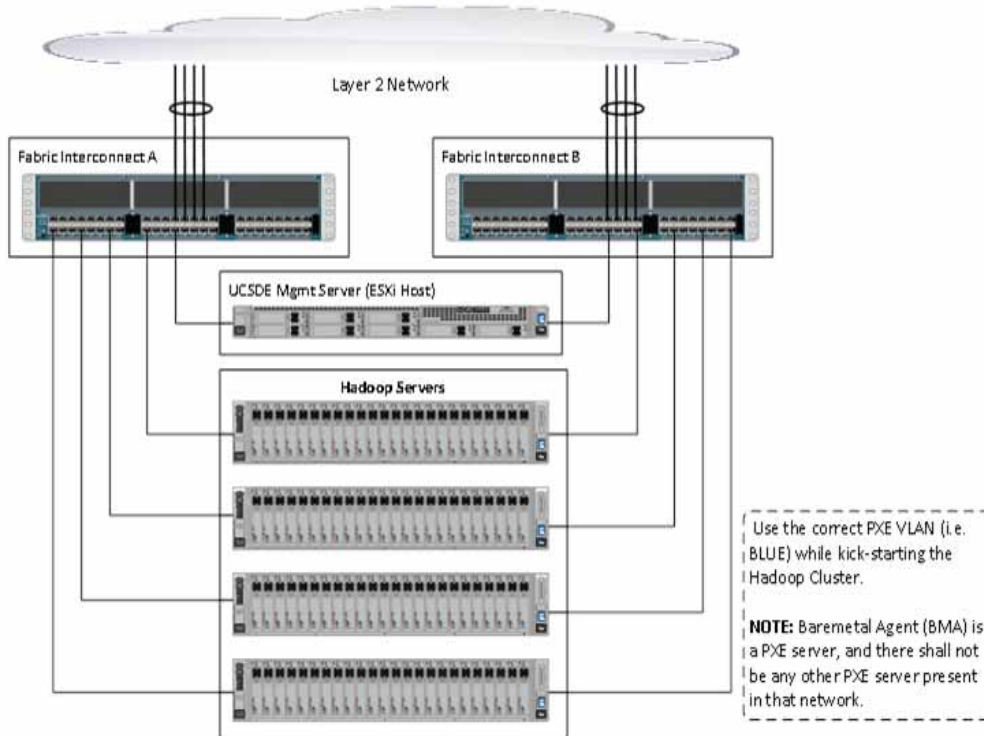 Layer 2 Network
Fabric Interconnect A
Fabric Interconnect B
UCSDE Mgmt Server (ESXi Host)
Hadoop Servers
Use the correct PXE VLAN (i.e.
BLUE) while kick-starting the
Hadoop Cluster.
NOTE: Baremetal Agent (BMA) is
a PXE server, and there shall not
be any other PXE server present
in that network.